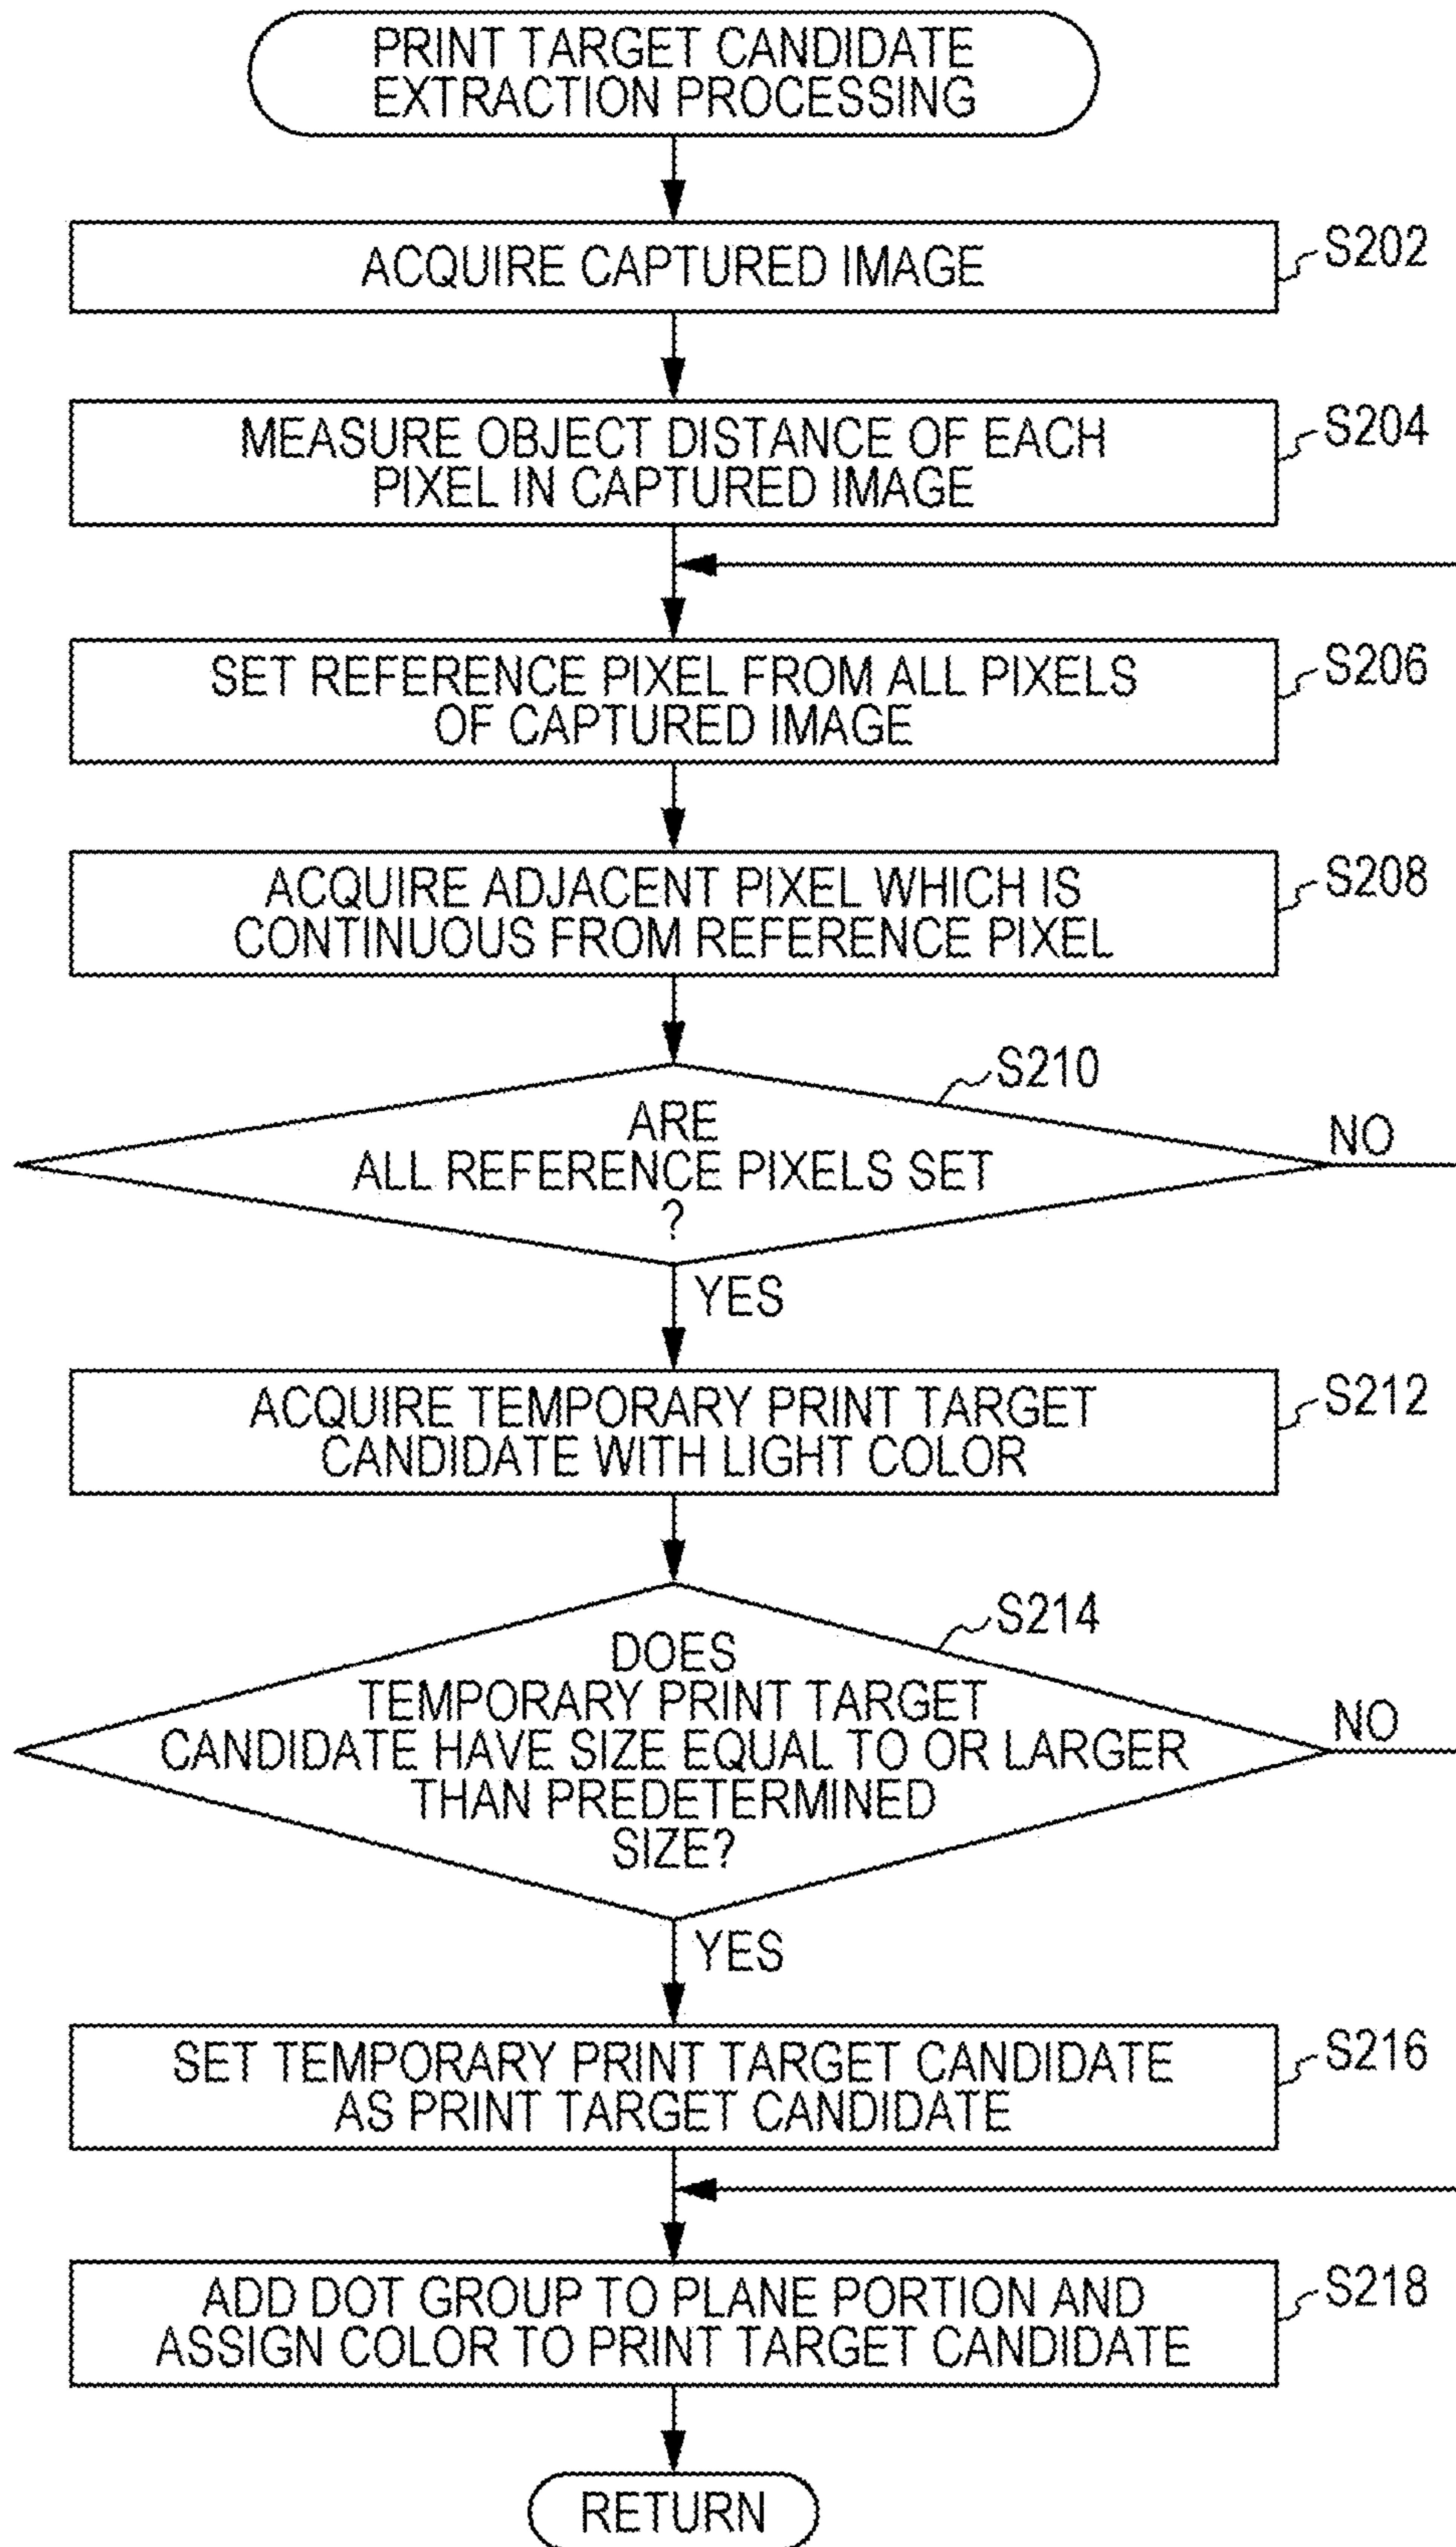 PRINT TARGET CANDIDATE
EXTRACTION PROCESSING
ACQUIRE CAPTURED IMAGE
S202
MEASURE OBJECT DISTANCE OF EACH
PIXEL IN CAPTURED IMAGE
S204
SET REFERENCE PIXEL FROM ALL PIXELS
OF CAPTURED IMAGE
S206
ACQUIRE ADJACENT PIXEL WHICH IS
CONTINUOUS FROM REFERENCE PIXEL
S208
S210
ARE
ALL REFERENCE PIXELS SET
?
NO
YES
ACQUIRE TEMPORARY PRINT TARGET
CANDIDATE WITH LIGHT COLOR
S212
S214
DOES
TEMPORARY PRINT TARGET
CANDIDATE HAVE SIZE EQUAL TO OR LARGER
THAN PREDETERMINED
SIZE?
NO
YES
SET TEMPORARY PRINT TARGET CANDIDATE
AS PRINT TARGET CANDIDATE
S216
ADD DOT GROUP TO PLANE PORTION AND
ASSIGN COLOR TO PRINT TARGET CANDIDATE
S218
RETURN